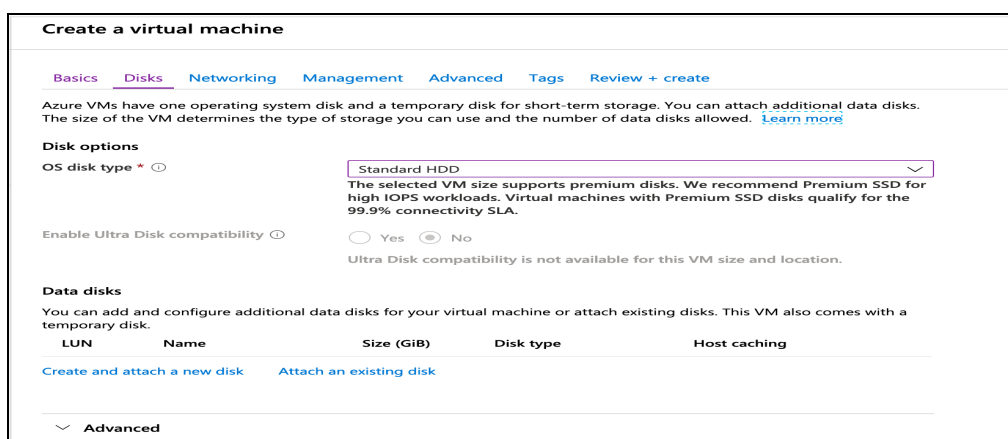 Create a virtual machine
Basics Disks Networking Management Advanced Tags Review + create
Azure VMs have one operating system disk and a temporary disk for short-term storage. You can attach additional data disks.
The size of the VM determines the type of storage you can use and the number of data disks allowed. Learn more
Disk options
OS disk type * Standard HDD
The selected VM size supports premium disks. We recommend Premium SSD for
high IOPS workloads. Virtual machines with Premium SSD disks qualify for the
99.9% connectivity SLA.
Enable Ultra Disk compatibility Yes No
Ultra Disk compatibility is not available for this VM size and location.
Data disks
You can add and configure additional data disks for your virtual machine or attach existing disks. This VM also comes with a
temporary disk.
LUN Name Size (GiB) Disk type Host caching
Create and attach a new disk Attach an existing disk
Advanced